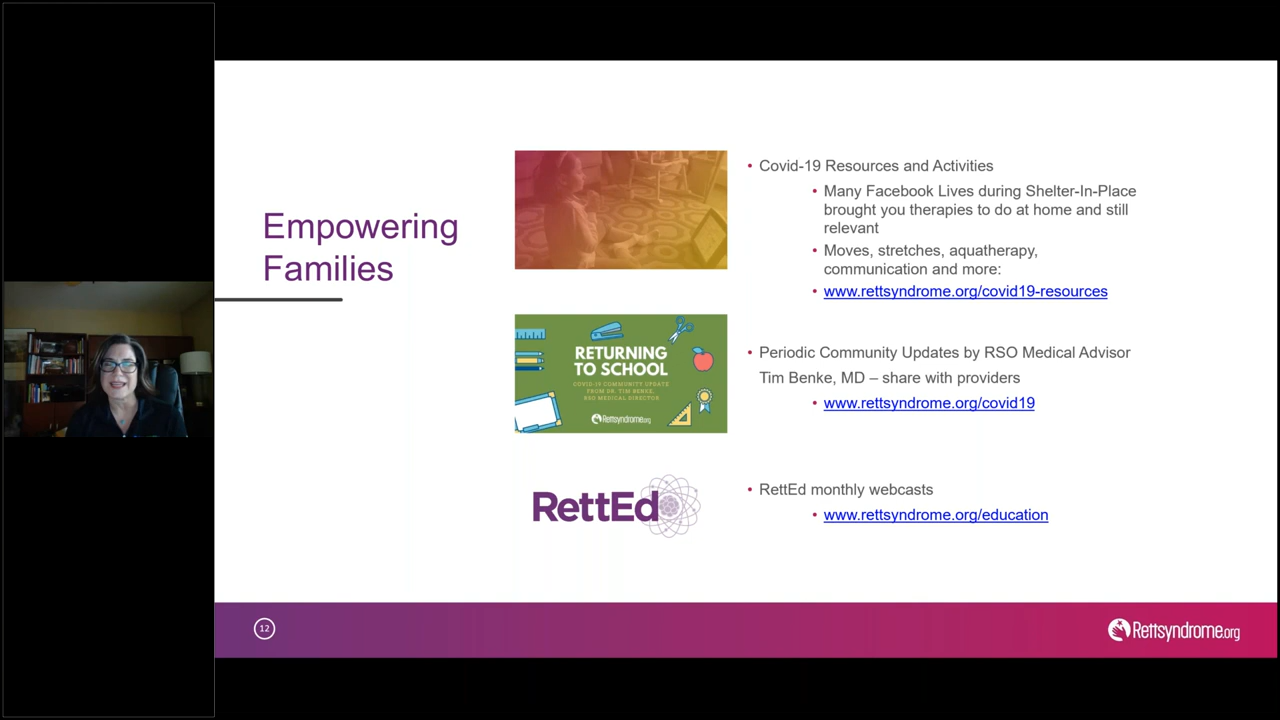 Empowering
Families
• Covid-19 Resources and Activities
• Many Facebook Lives during Shelter-In-Place
brought you therapies to do at home and still
relevant
• Moves, stretches, aquatherapy,
communication and more:
• www.rettsyndrome.org/covid19-resources
RETURNING
TO SCHOOL
COVID-19 COMMUNITY UPDATE
FROM DR. TIM BENKE,
RSO MEDICAL DIRECTOR
Rettsyndrome.org
• Periodic Community Updates by RSO Medical Advisor
Tim Benke, MD – share with providers
• www.rettsyndrome.org/covid19
RettEd
• RettEd monthly webcasts
• www.rettsyndrome.org/education
12
Rettsyndrome.org